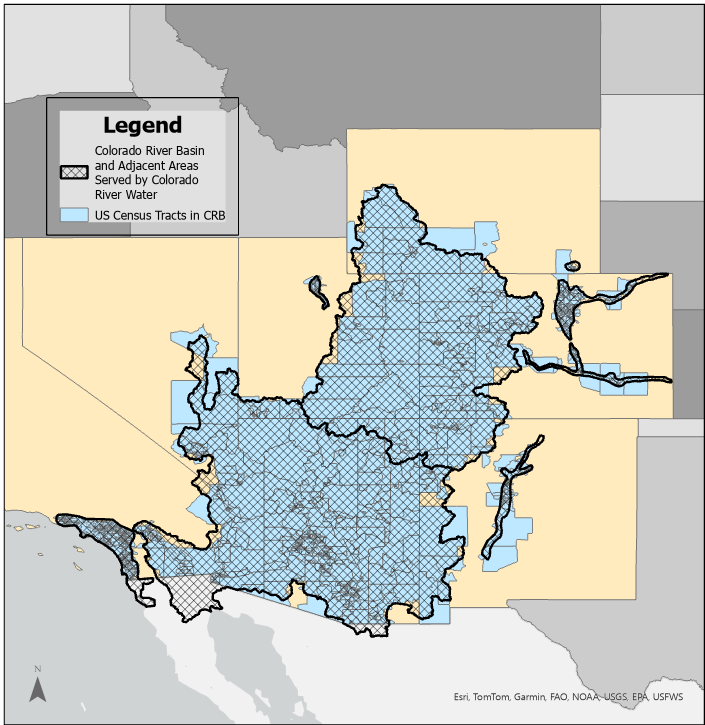 Legend
Colorado River Basin
and Adjacent Areas
Served by Colorado
River Water
US Census Tracts in CRB
N
Esri, TomTom, Garmin, FAO, NOAA, USGS, EPA, USFWS